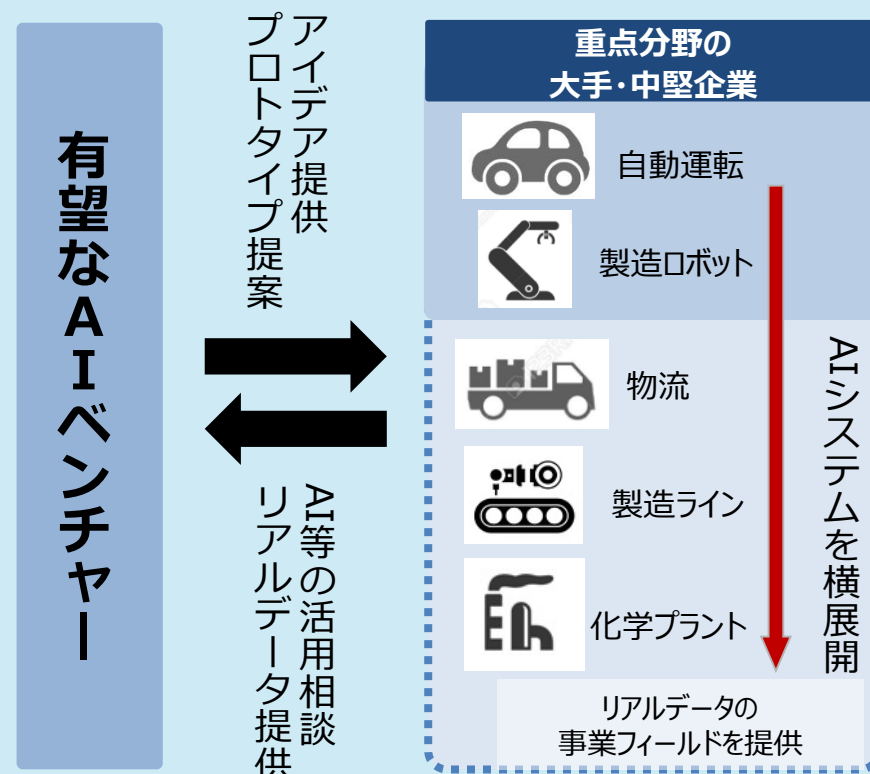 有望なAIベンチャー
アイデア提供
プロトタイプ提案
AI等の活用相談
リアルデータ提供
重点分野の
大手・中堅企業
自動運転
製造ロボット
物流
製造ライン
化学プラント
AIシステムを横展開
リアルデータの
事業フィールドを提供